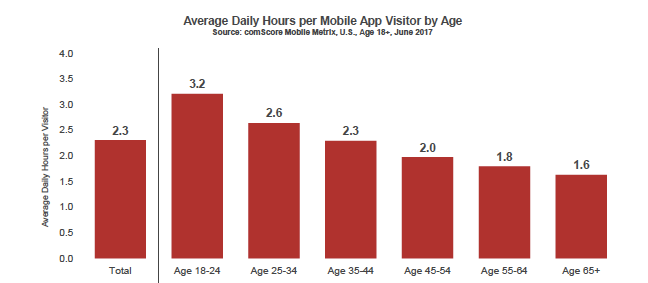 Average Daily Hours per Mobile App Visitor by Age
Source: comScore Mobile Metrix, U.S., Age 18+, June 2017
Average Daily Hours per Visitor
4.0
3.5
3.0
2.5
2.0
1.5
1.0
0.5
0.0
2.3
3.2
2.6
2.3
2.0
1.8
1.6
Total
Age 18-24
Age 25-34
Age 35-44
Age 45-54
Age 55-64
Age 65+